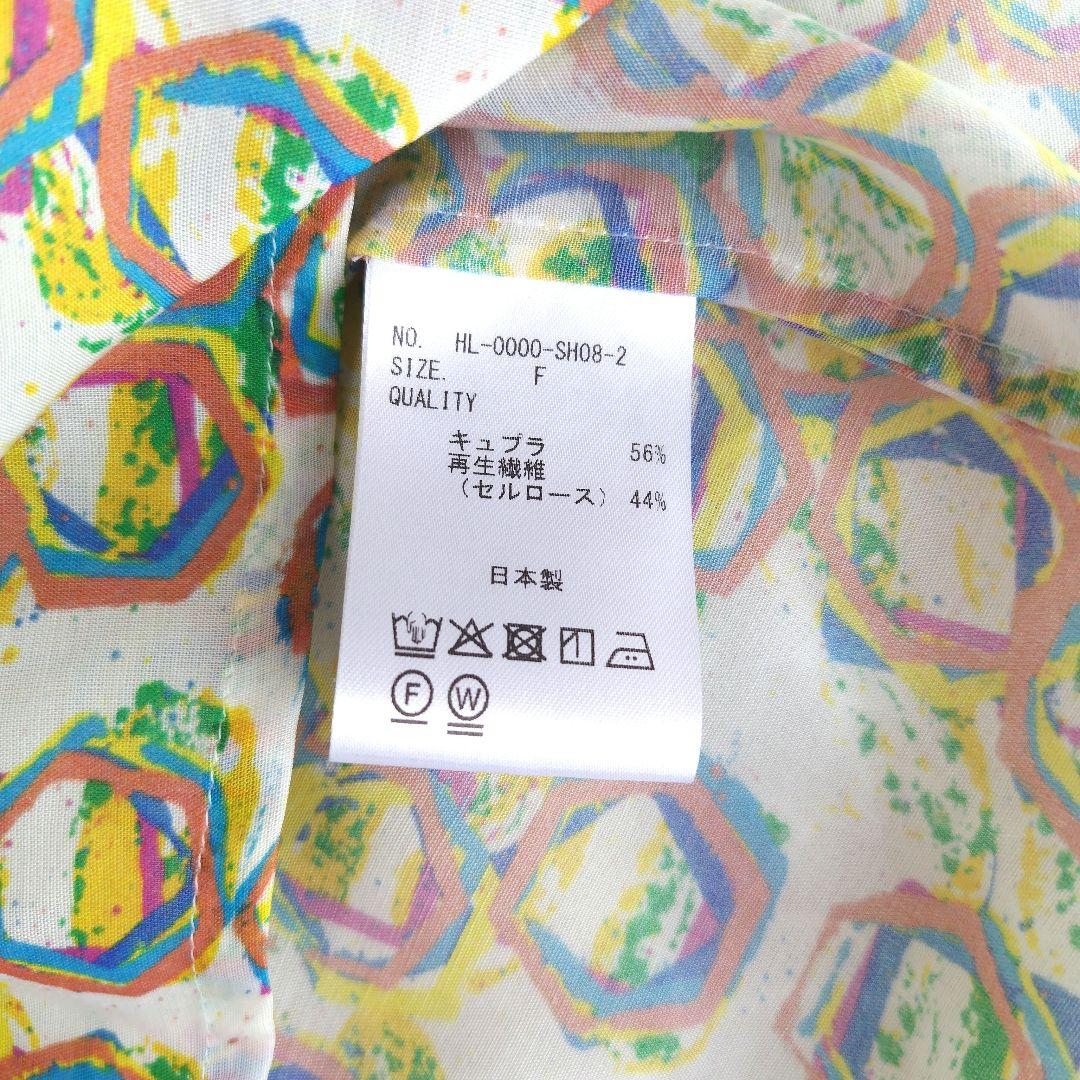 NO. HL-0000-SH08-2
SIZE. F
QUALITY
キュプラ 56%
再生繊維
(セルロース) 44%
日本製
F W